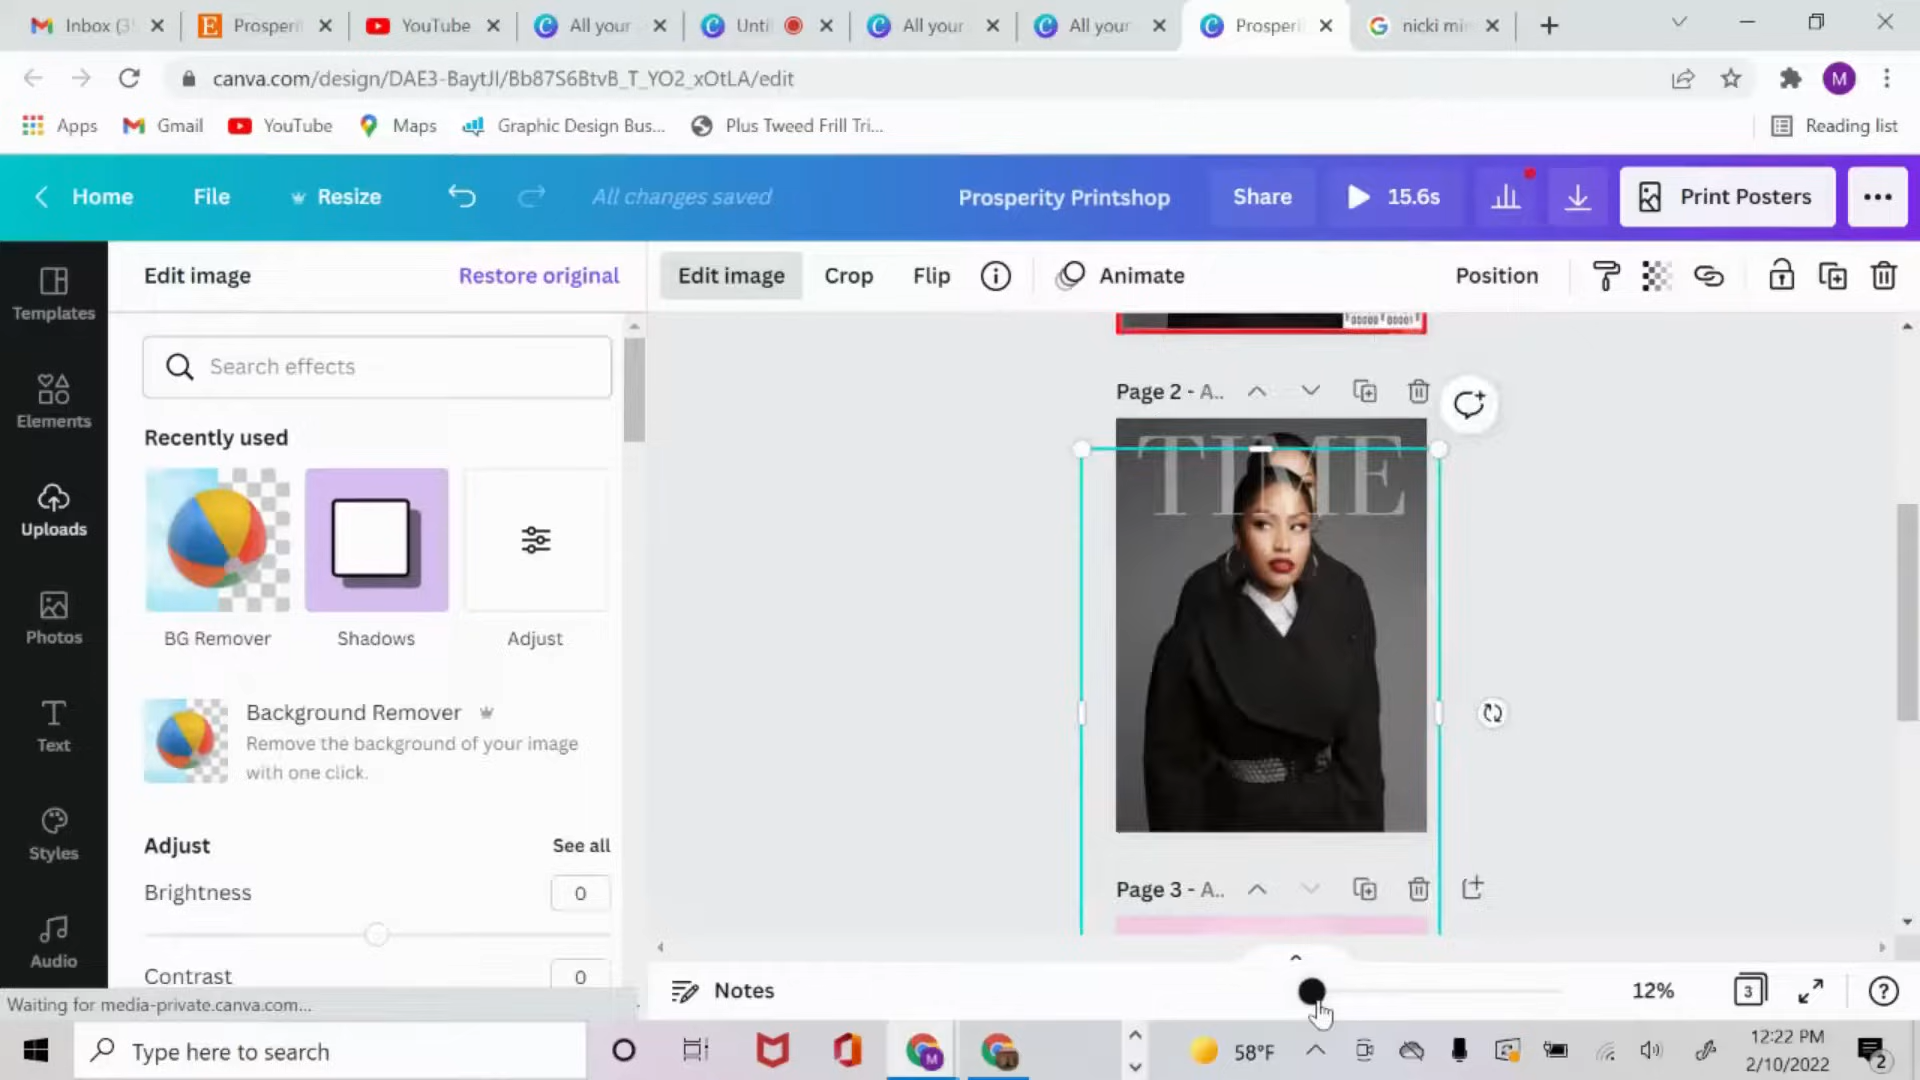 Inbox (3
Prosperi
YouTube
All your
Unti
All your
All your
Prosperi
nicki mi
canva.com/design/DAE3-BaytJI/Bb87S6BtvB_T_YO2_xOtLA/edit
M
Apps
Gmail
YouTube
Maps
Graphic Design Bus...
Plus Tweed Frill Tri...
Reading list
Home
File
Resize
All changes saved
Prosperity Printshop
Share
15.6s
Print Posters
Templates
Elements
Uploads
Photos
Text
Styles
Audio
Edit image
Restore original
Search effects
Recently used
BG Remover
Shadows
Adjust
Background Remover
Remove the background of your image
with one click.
Adjust
See all
Brightness
0
Contrast
0
Waiting for media-private.canva.com...
Edit image
Crop
Flip
Animate
Position
Page 2 - A..
TIME
Page 3 - A..
Notes
12%
3
Type here to search
58°F
12:22 PM
2/10/2022
2